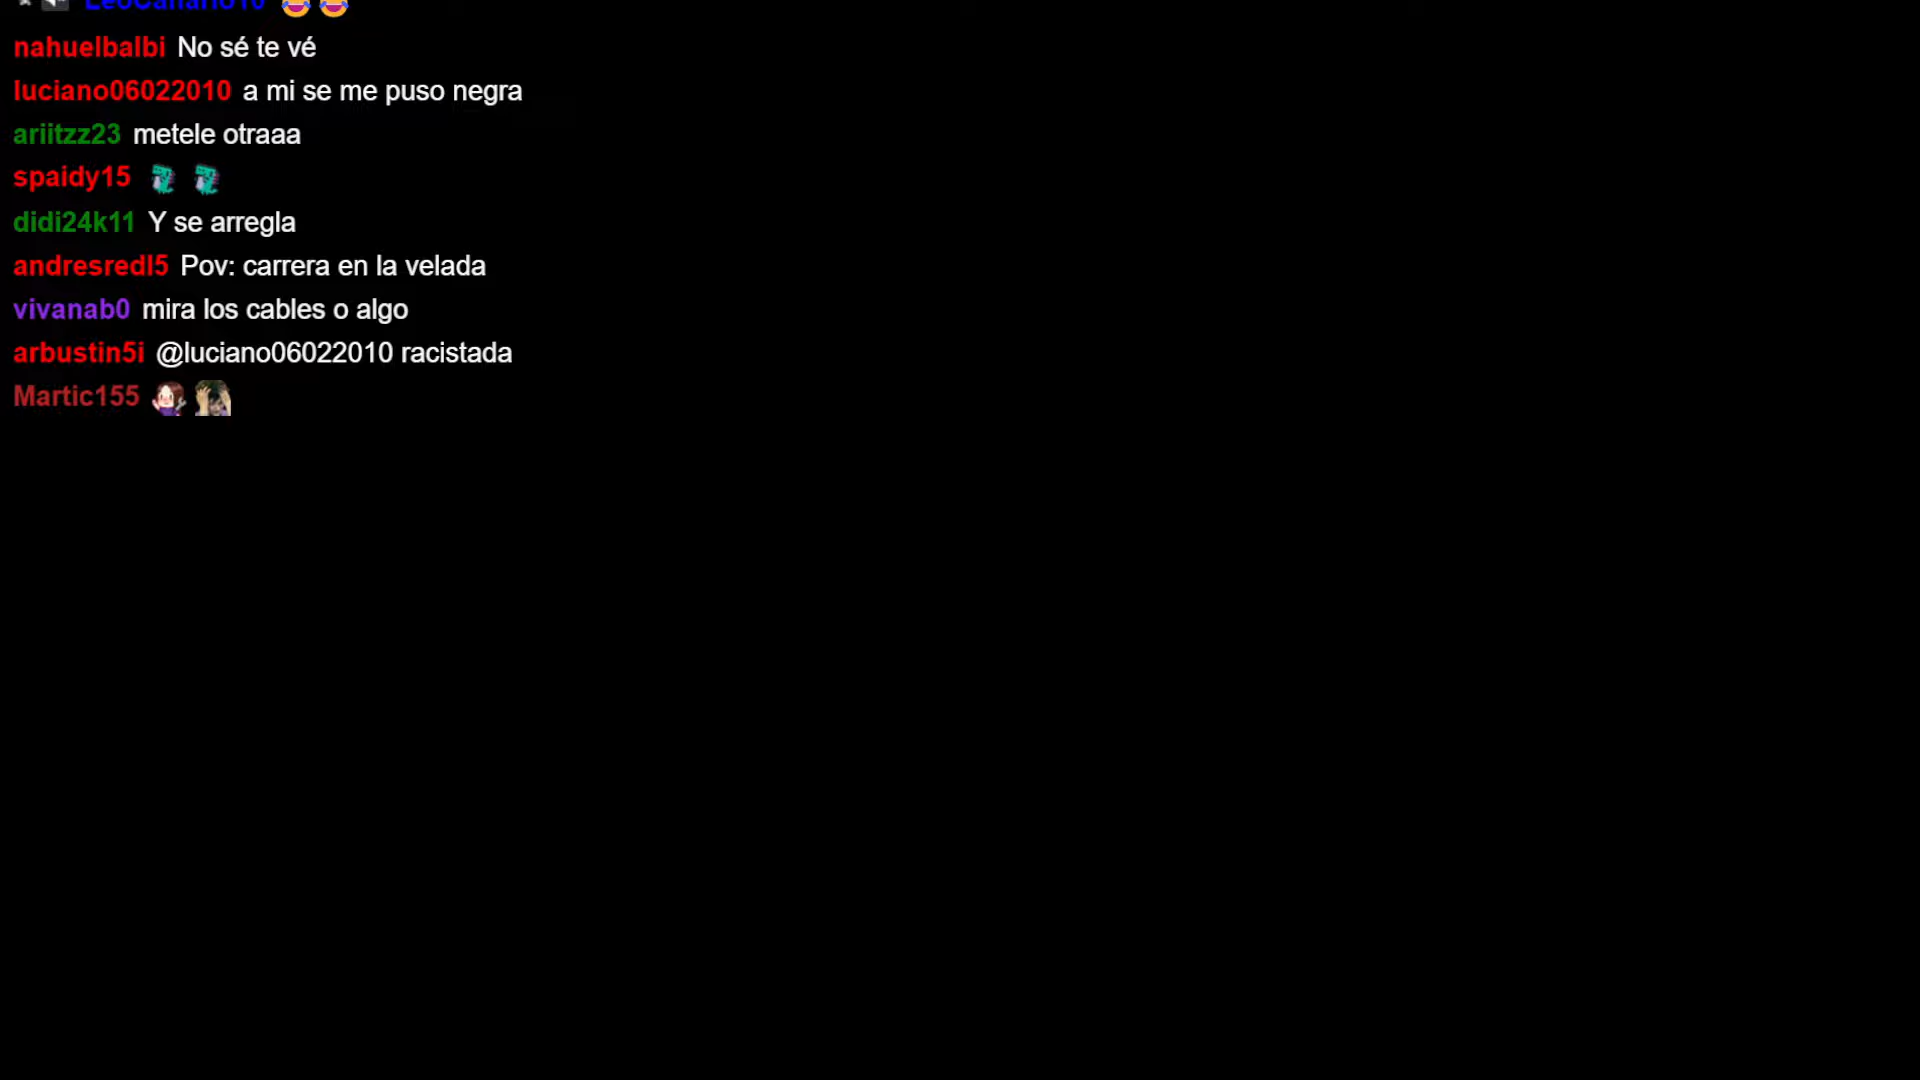 LeoCanario10 😂 😂
nahuelbalbi No sé te vé
luciano06022010 a mi se me puso negra
ariitzz23 metele otraaa
spaidy15
didi24k11 Y se arregla
andresredl5 Pov: carrera en la velada
vivanab0 mira los cables o algo
arbustin5i @luciano06022010 racistada
Martic155